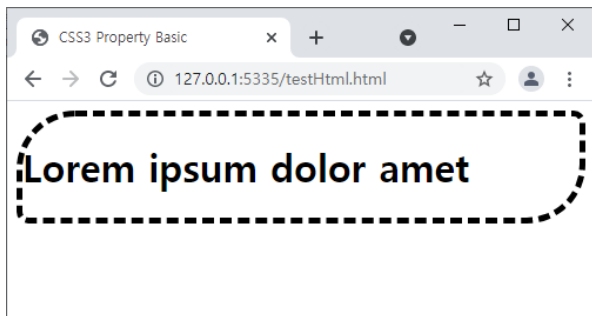 CSS3 Property Basic
127.0.0.1:5335/testHtml.html
Lorem ipsum dolor amet